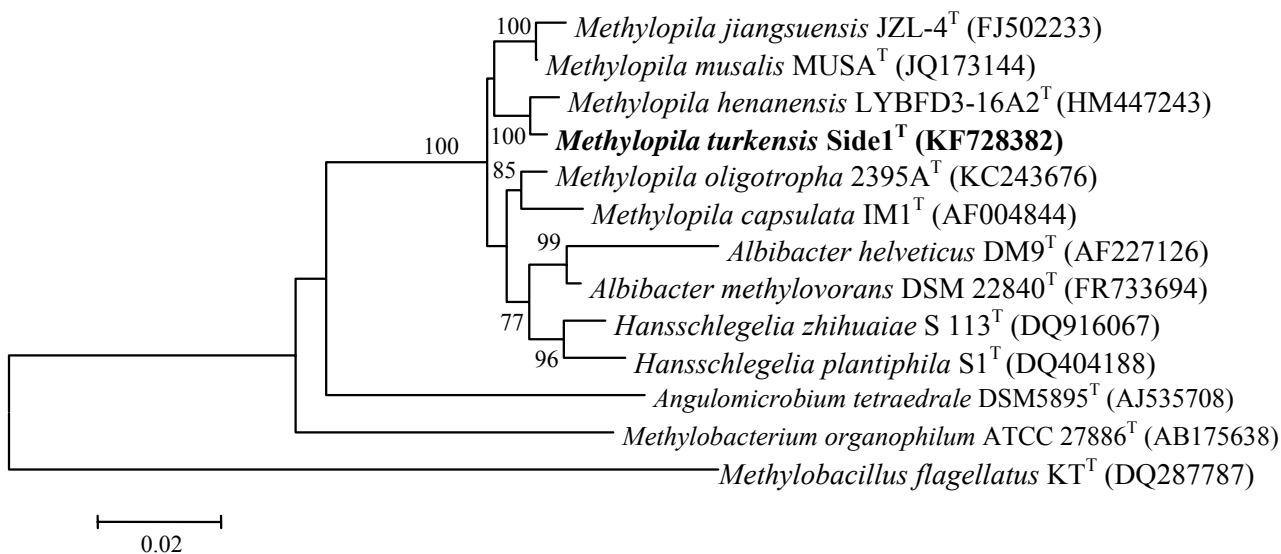 100
Methylopila jiangsuensis JZL-4ᵀ (FJ502233)
Methylopila musalis MUSAᵀ (JQ173144)
Methylopila henanensis LYBFD3-16A2ᵀ (HM447243)
100
Methylopila turkensis Side1ᵀ (KF728382)
100
85
Methylopila oligotropha 2395Aᵀ (KC243676)
Methylopila capsulata IM1ᵀ (AF004844)
99
Albibacter helveticus DM9ᵀ (AF227126)
Albibacter methylovorans DSM 22840ᵀ (FR733694)
77
Hansschlegelia zhihuaiae S 113ᵀ (DQ916067)
96
Hansschlegelia plantiphila S1ᵀ (DQ404188)
Angulomicrobium tetraedrale DSM5895ᵀ (AJ535708)
Methylobacterium organophilum ATCC 27886ᵀ (AB175638)
Methylobacillus flagellatus KTᵀ (DQ287787)
0.02